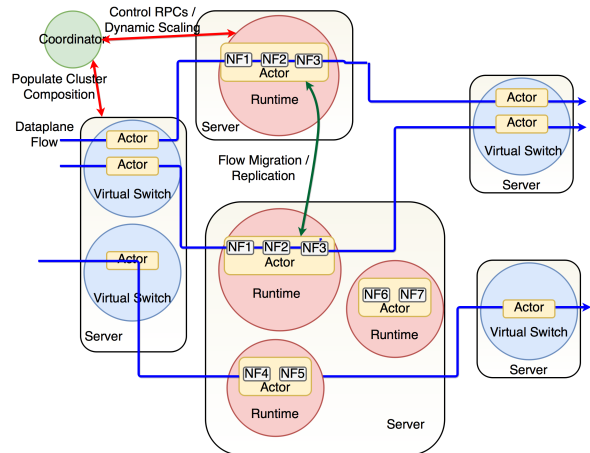 Control RPCs /
Dynamic Scaling
Coordinator
Populate Cluster
Composition
NF1 NF2 NF3
Actor
Runtime
Server
Dataplane
Flow
Actor
Actor
Virtual Switch
Actor
Virtual Switch
Server
Flow Migration /
Replication
Actor
Actor
Virtual Switch
Server
NF1 NF2 NF3
Actor
Runtime
NF6 NF7
Actor
Runtime
NF4 NF5
Actor
Runtime
Server
Actor
Virtual Switch
Server